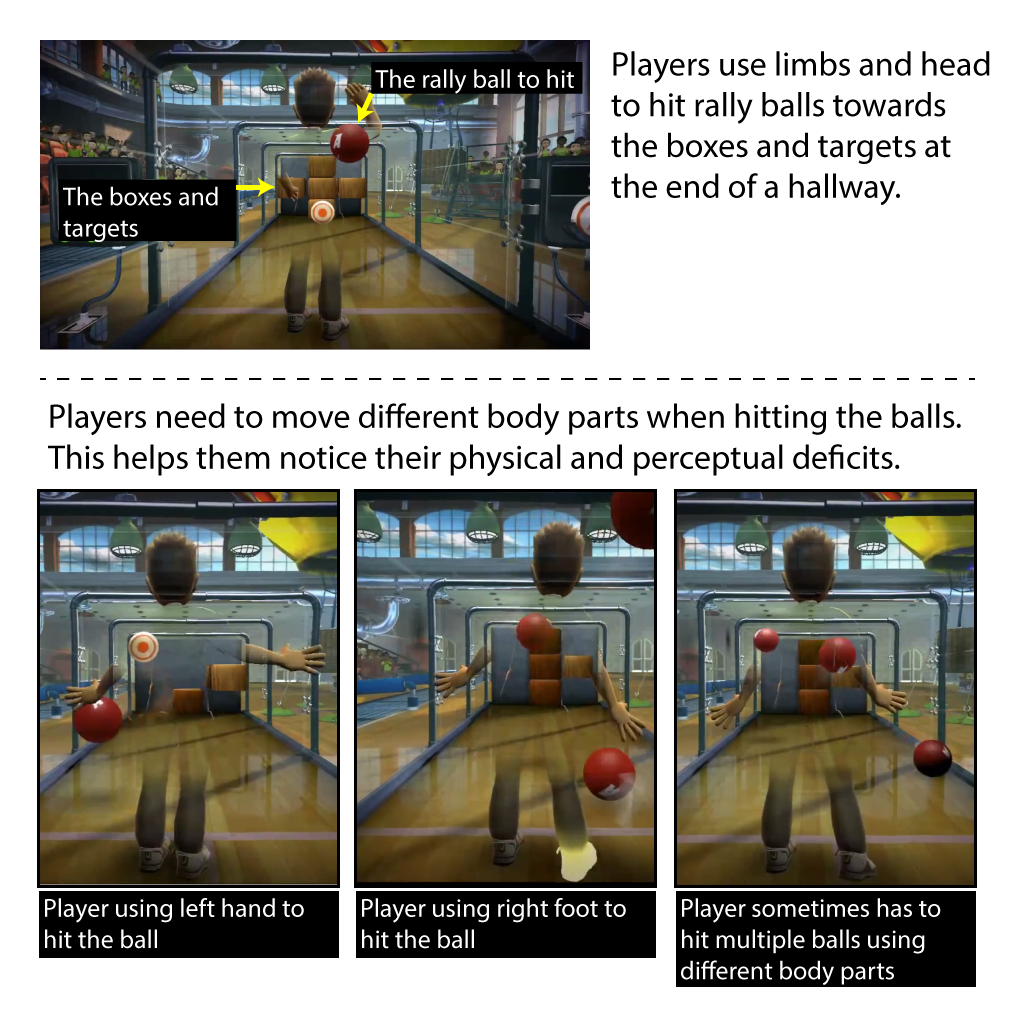 The rally ball to hit
The boxes and
targets
Players use limbs and head
to hit rally balls towards
the boxes and targets at
the end of a hallway.
Players need to move different body parts when hitting the balls.
This helps them notice their physical and perceptual deficits.
Player using left hand to
hit the ball
Player using right foot to
hit the ball
Player sometimes has to
hit multiple balls using
different body parts